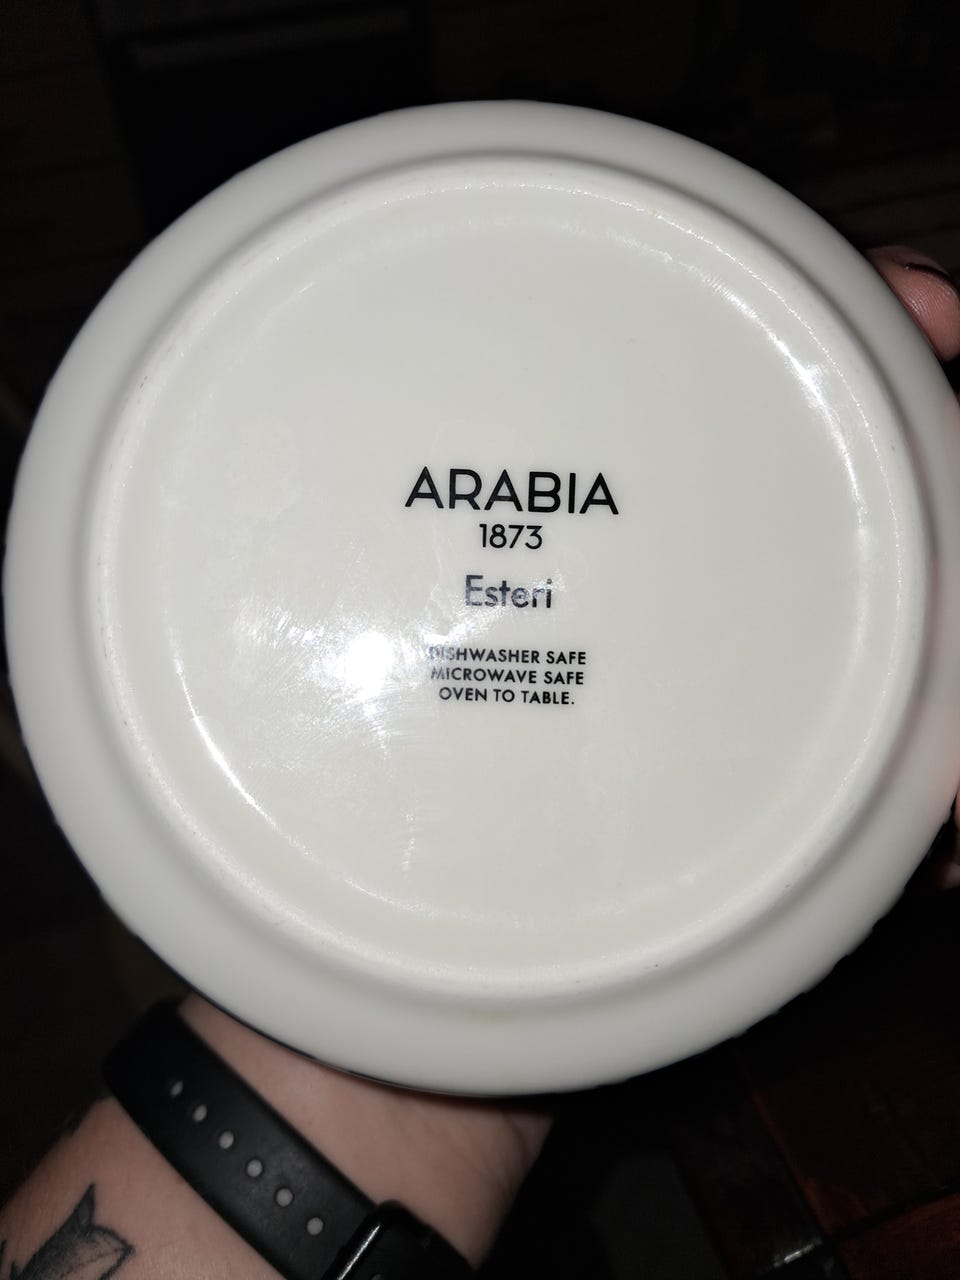 ARABIA
1873
Esteri
DISHWASHER SAFE
MICROWAVE SAFE
OVEN TO TABLE.